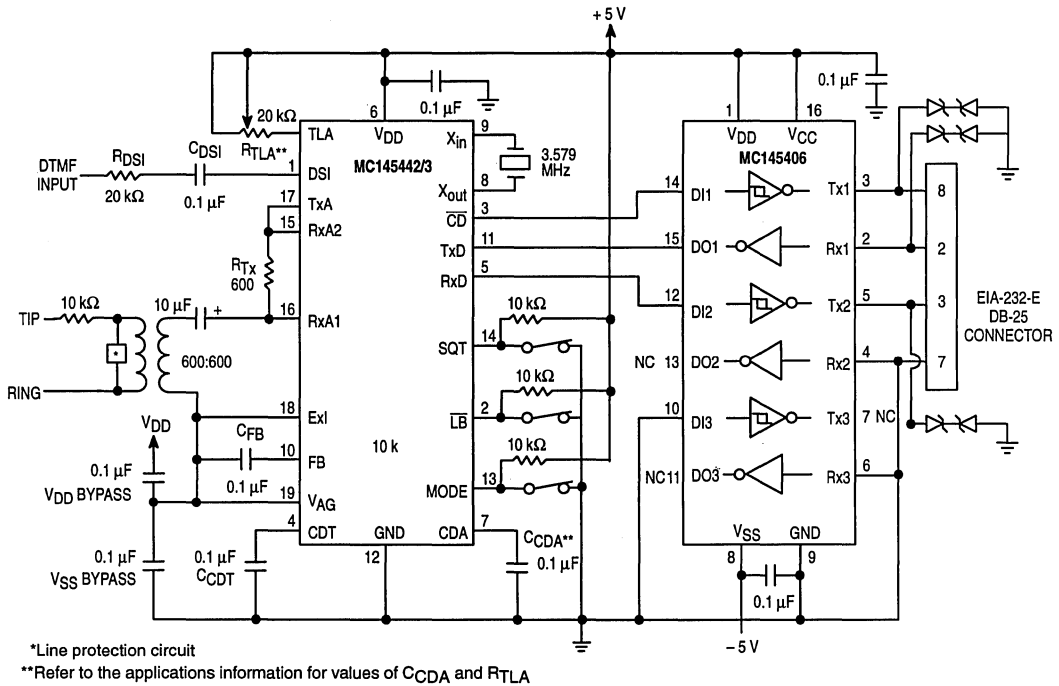 + 5 V
0.1 µF
0.1 µF
6
VDD
1
VDD
16
VCC
20 kΩ
RTLA**
TLA
MC145442/3
Xin
9
3.579
MHz
Xout
8
MC145406
DTMF
INPUT
RDSI
20 kΩ
CDSI
0.1 µF
1
DSI
17
TxA
15
RxA2
RTx
600
CD
3
TxD
11
RxD
5
14
DI1
Tx1
3
8
15
DO1
Rx1
2
2
12
DI2
Tx2
5
3
EIA-232-E
DB-25
CONNECTOR
TIP
10 kΩ
*
10 µF
+
600:600
16
RxA1
RING
SQT
14
10 kΩ
NC 13
DO2
Rx2
4
7
LB
2
10 kΩ
10
DI3
Tx3
7 NC
18
ExI
10 k
CFB
0.1 µF
10
FB
MODE
13
10 kΩ
NC11
DO3
Rx3
6
VDD
0.1 µF
VDD BYPASS
19
VAG
4
CDT
GND
12
CDA
7
CCDA**
0.1 µF
VSS
8
GND
9
0.1 µF
VSS BYPASS
0.1 µF
CCDT
0.1 µF
– 5 V
*Line protection circuit
**Refer to the applications information for values of CCDA and RTLA